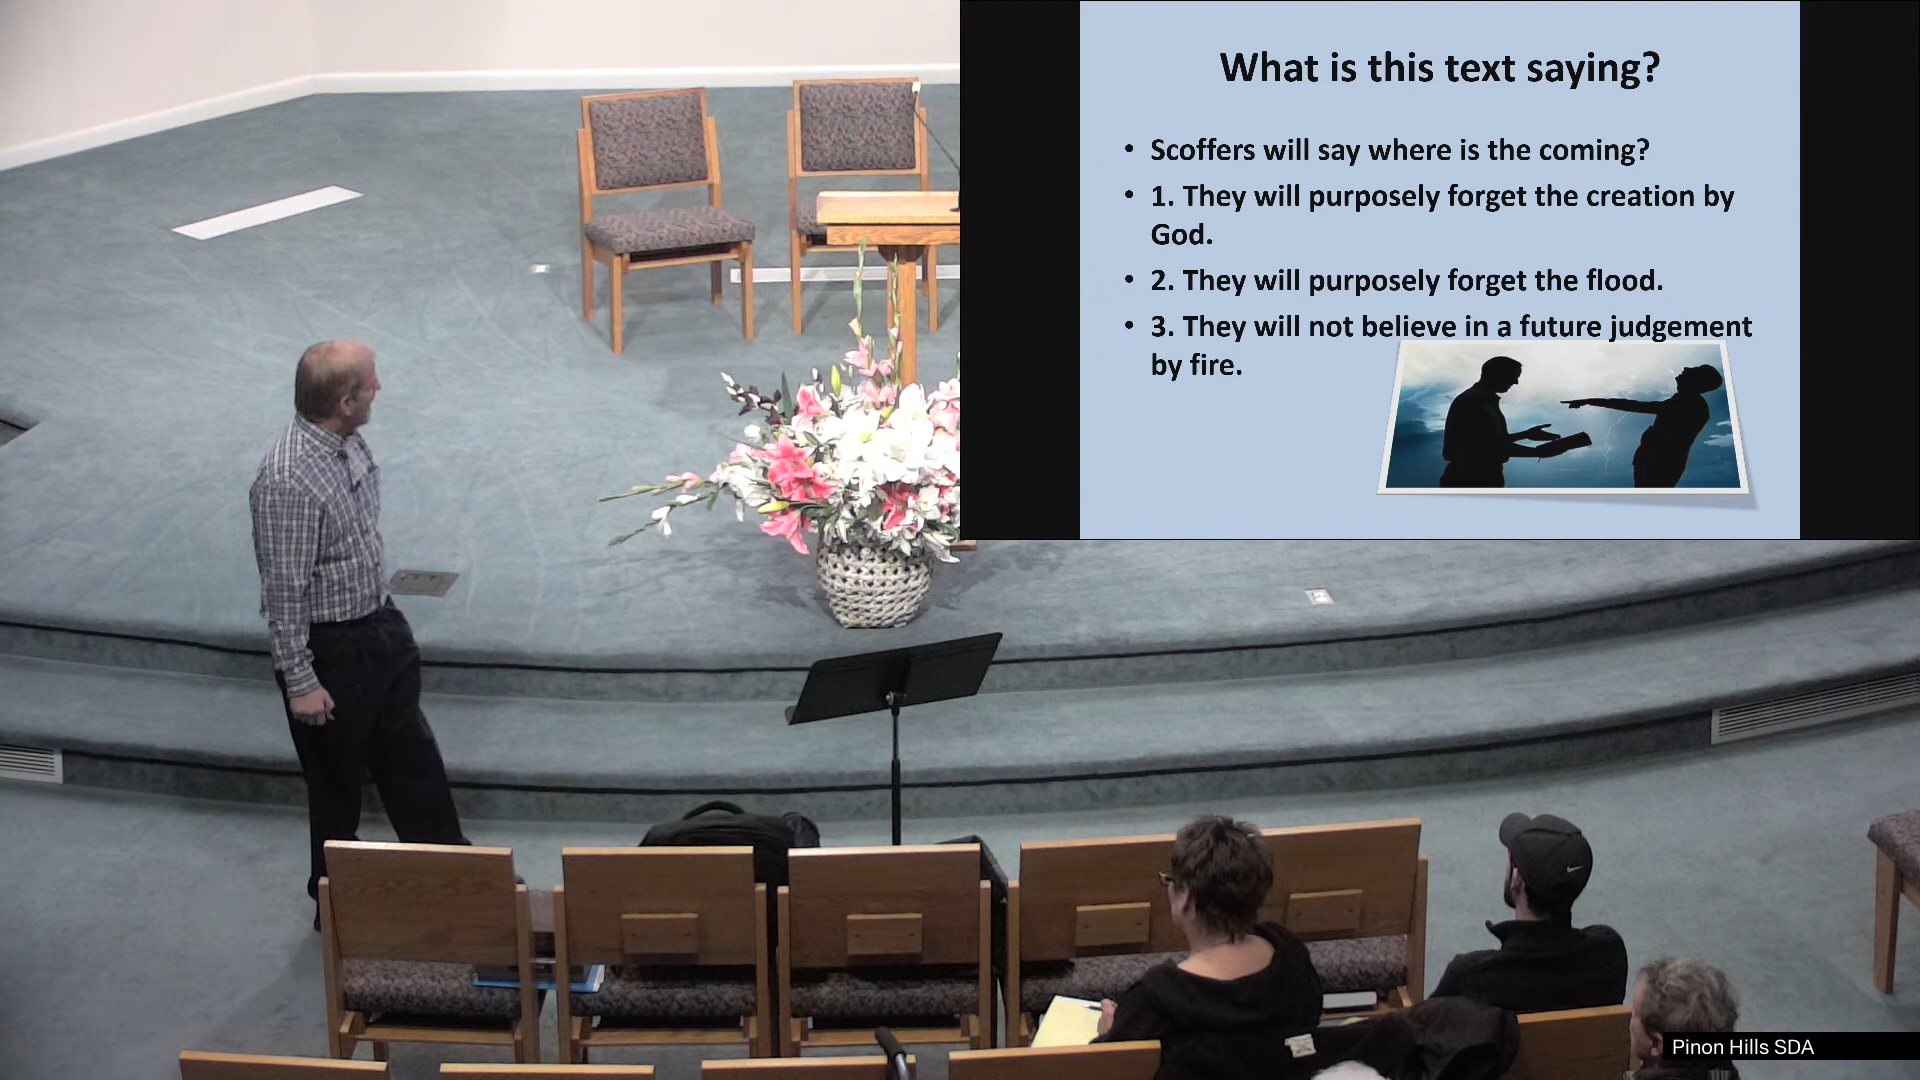 What is this text saying?
• Scoffers will say where is the coming?
• 1. They will purposely forget the creation by
God.
• 2. They will purposely forget the flood.
• 3. They will not believe in a future judgement
by fire.
Pinon Hills SDA